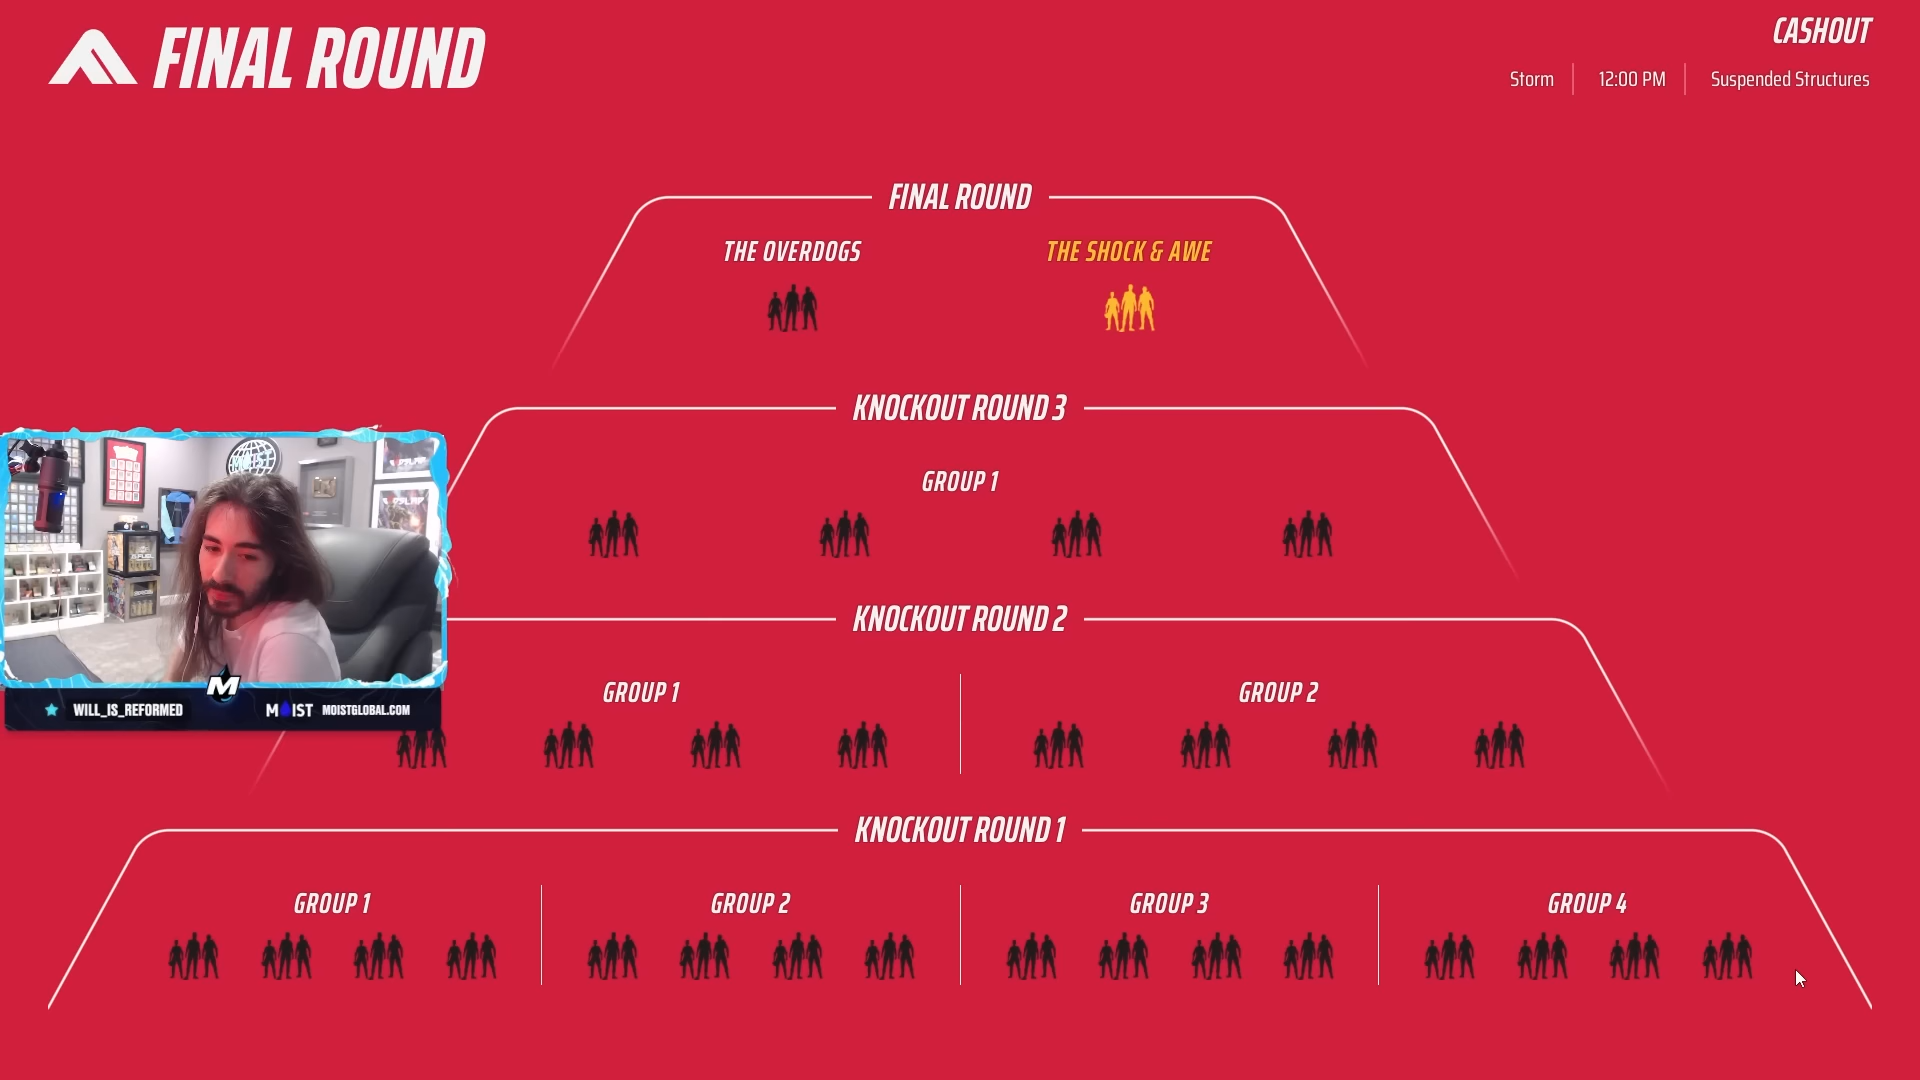 FINAL ROUND
CASHOUT
Storm
12:00 PM
Suspended Structures
FINAL ROUND
THE OVERDOGS
THE SHOCK & AWE
KNOCKOUT ROUND 3
GROUP 1
MOIST
KNOCKOUT ROUND 2
GROUP 1
GROUP 2
M
WILL_IS_REFORMED
MOIST
MOISTGLOBAL.COM
KNOCKOUT ROUND 1
GROUP 1
GROUP 2
GROUP 3
GROUP 4